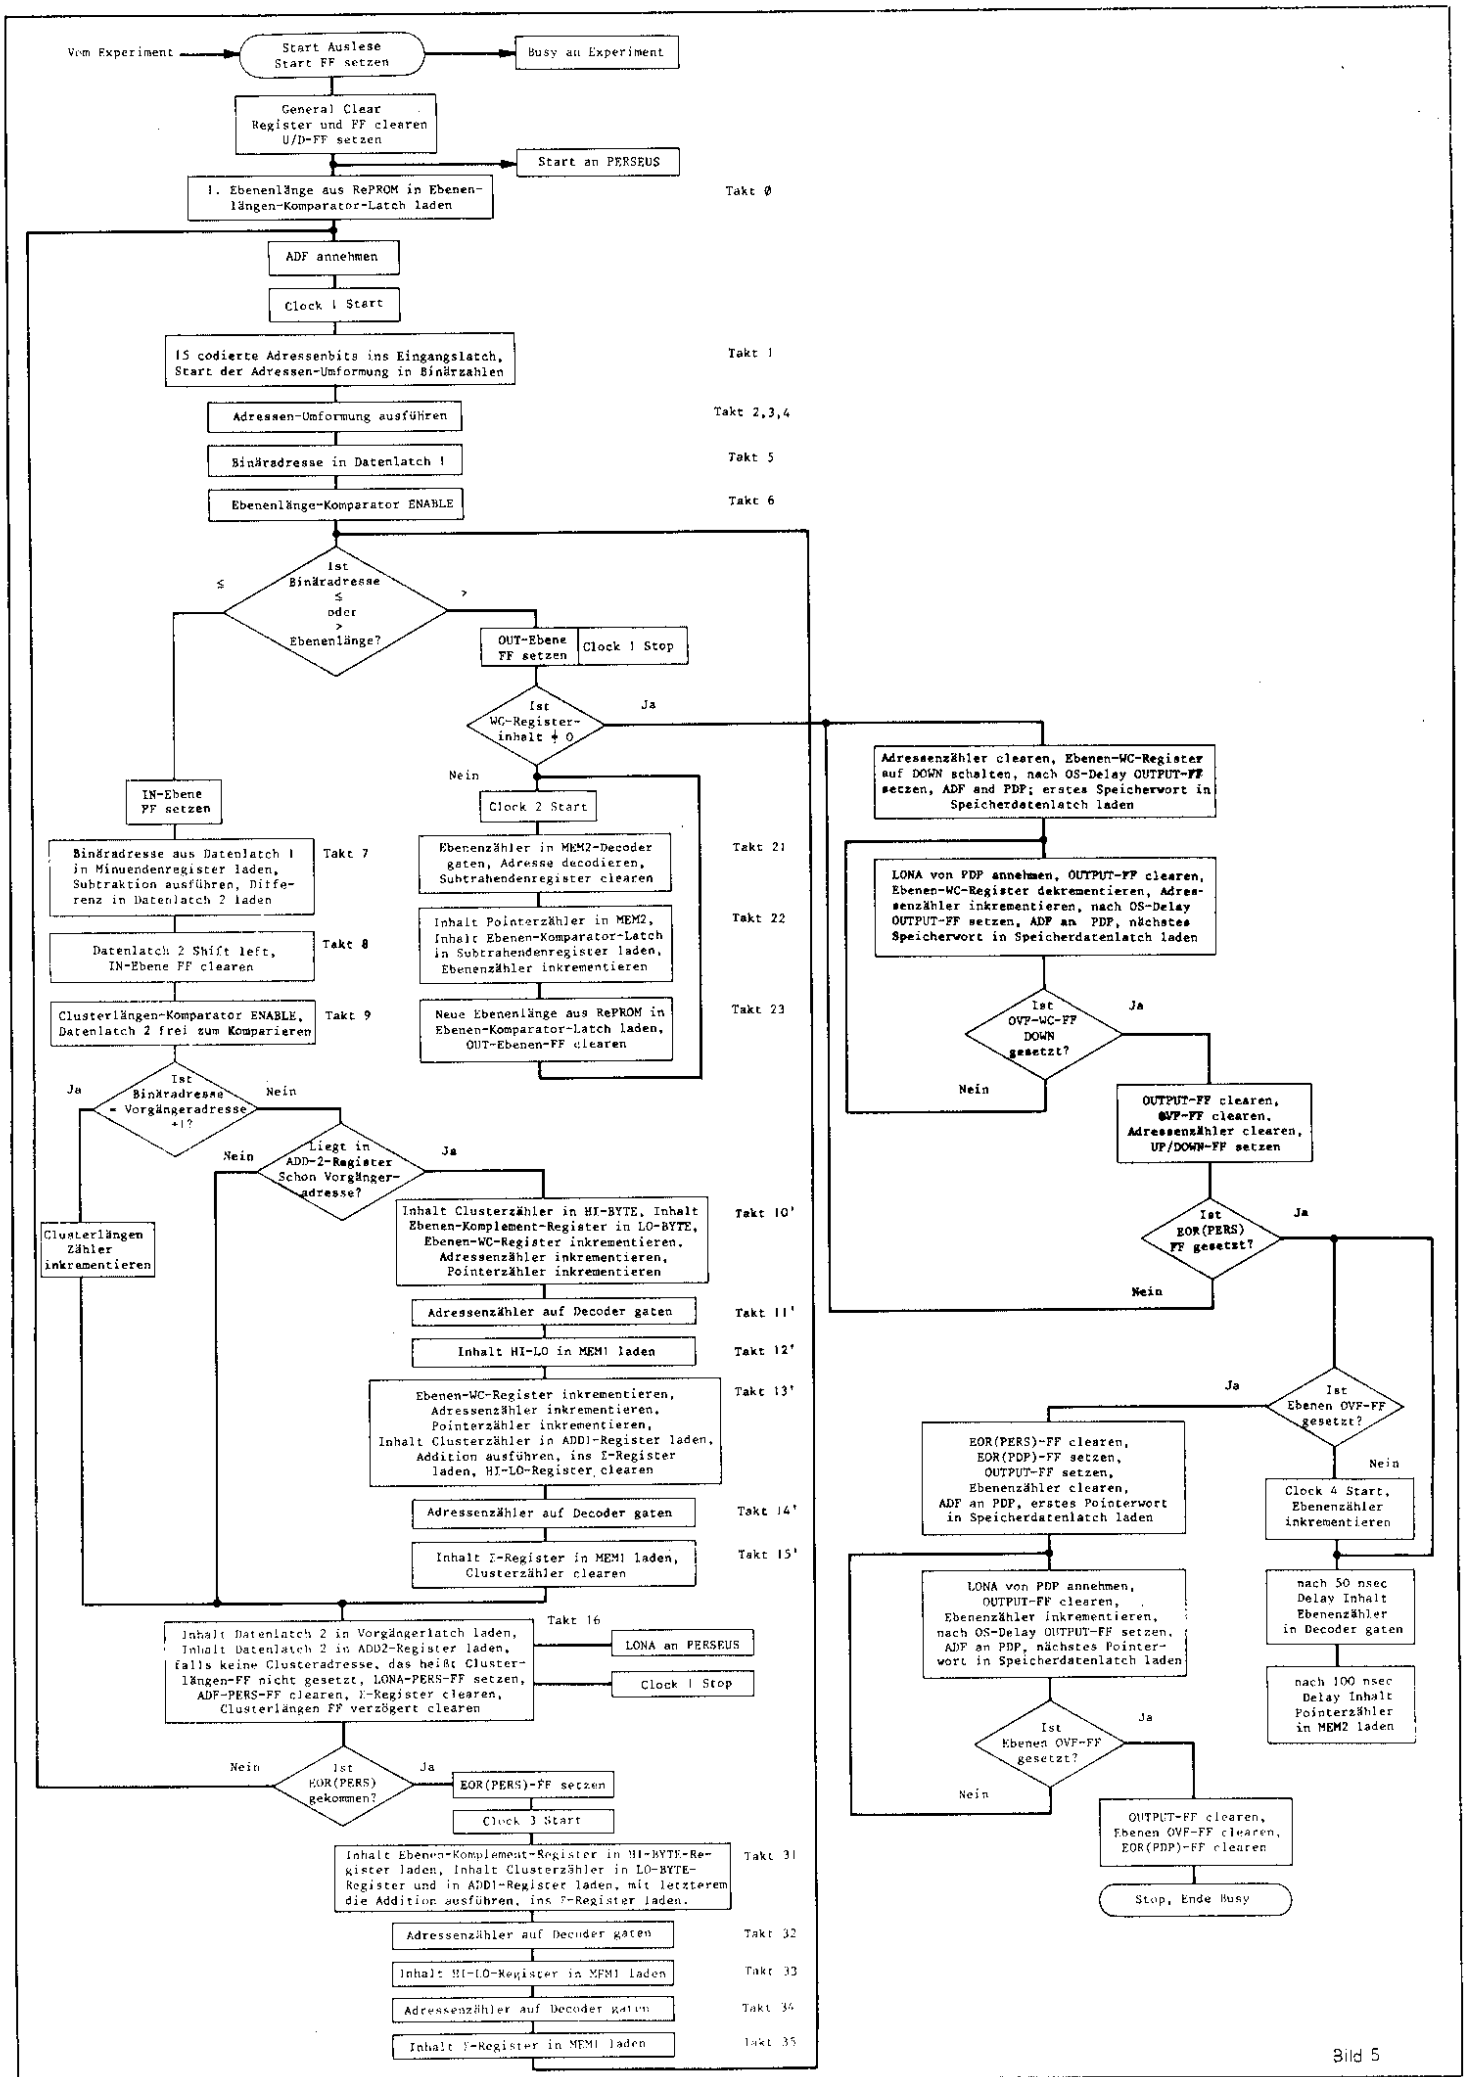 Vom Experiment
Start Auslese
Start FF setzen
Busy an Experiment
General Clear
Register und FF clearen
U/D-FF setzen
Start an PERSEUS
1. Ebenenlänge aus RePROM in Ebenen-
längen-Komparator-Latch laden
Takt Ø
ADF annehmen
Clock 1 Start
15 codierte Adressenbits ins Eingangslatch,
Start der Adressen-Umformung in Binärzahlen
Takt 1
Adressen-Umformung ausführen
Takt 2,3,4
Binäradresse in Datenlatch 1
Takt 5
Ebenenlänge-Komparator ENABLE
Takt 6
Ist
Binäradresse
≤
oder
>
Ebenenlänge?
≤
>
OUT-Ebene
FF setzen
Clock 1 Stop
Ist
WC-Register-
inhalt ‡ 0
Ja
Nein
IN-Ebene
FF setzen
Clock 2 Start
Binäradresse aus Datenlatch 1
in Minuendenregister laden,
Subtraktion ausführen, Diffe-
renz in Datenlatch 2 laden
Takt 7
Ebenenzähler in MEM2-Decoder
gaten, Adresse decodieren,
Subtrahendenregister clearen
Takt 21
Datenlatch 2 Shift left,
IN-Ebene FF clearen
Takt 8
Inhalt Pointerzähler in MEM2,
Inhalt Ebenen-Komparator-Latch
in Subtrahendenregister laden,
Ebenenzähler inkrementieren
Takt 22
Clusterlängen-Komparator ENABLE,
Datenlatch 2 frei zum Komparieren
Takt 9
Neue Ebenenlänge aus RePROM in
Ebenen-Komparator-Latch laden,
OUT-Ebenen-FF clearen
Takt 23
Ist
Binäradresse
= Vorgängeradresse
+1?
Ja
Nein
Liegt in
ADD-2-Register
Schon Vorgänger-
adresse?
Nein
Ja
Clusterlängen
Zähler
inkrementieren
Inhalt Clusterzähler in HI-BYTE, Inhalt
Ebenen-Komplement-Register in LO-BYTE,
Ebenen-WC-Register inkrementieren,
Adressenzähler inkrementieren,
Pointerzähler inkrementieren
Takt 10'
Adressenzähler auf Decoder gaten
Takt 11'
Inhalt HI-LO in MEM1 laden
Takt 12'
Ebenen-WC-Register inkrementieren,
Adressenzähler inkrementieren,
Pointerzähler inkrementieren,
Inhalt Clusterzähler in ADD1-Register laden,
Addition ausführen, ins Σ-Register
laden, HI-LO-Register clearen
Takt 13'
Adressenzähler auf Decoder gaten
Takt 14'
Inhalt Σ-Register in MEM1 laden,
Clusterzähler clearen
Takt 15'
Takt 16
Inhalt Datenlatch 2 in Vorgängerlatch laden,
Inhalt Datenlatch 2 in ADD2-Register laden,
falls keine Clusteradresse, das heißt Cluster-
längen-FF nicht gesetzt, LONA-PERS-FF setzen,
ADF-PERS-FF clearen, Σ-Register clearen,
Clusterlängen FF verzögert clearen
LONA an PERSEUS
Clock 1 Stop
Ist
EOR(PERS)
gekommen?
Nein
Ja
EOR(PERS)-FF setzen
Clock 3 Start
Inhalt Ebenen-Komplement-Register in HI-BYTE-Re-
gister laden, Inhalt Clusterzähler in LO-BYTE-
Register und in ADD1-Register laden, mit letzterem
die Addition ausführen, ins Σ-Register laden.
Takt 31
Adressenzähler auf Decoder gaten
Takt 32
Inhalt HI-LO-Register in MEM1 laden
Takt 33
Adressenzähler auf Decoder gaten
Takt 34
Inhalt Σ-Register in MEM1 laden
Takt 35
Adressenzähler clearen, Ebenen-WC-Register
auf DOWN schalten, nach OS-Delay OUTPUT-FF
setzen, ADF and PDP; erstes Speicherwort in
Speicherdatenlatch laden
LONA von PDP annehmen, OUTPUT-FF clearen,
Ebenen-WC-Register dekrementieren, Adres-
senzähler inkrementieren, nach OS-Delay
OUTPUT-FF setzen, ADF an PDP, nächstes
Speicherwort in Speicherdatenlatch laden
Ist
OVF-WC-FF
DOWN
gesetzt?
Ja
Nein
OUTPUT-FF clearen,
OVF-FF clearen,
Adressenzähler clearen,
UP/DOWN-FF setzen
Ist
EOR(PERS)
FF gesetzt?
Ja
Nein
Ist
Ebenen OVF-FF
gesetzt?
Ja
Nein
EOR(PERS)-FF clearen,
EOR(PDP)-FF setzen,
OUTPUT-FF setzen,
Ebenenzähler clearen,
ADF an PDP, erstes Pointerwort
in Speicherdatenlatch laden
Clock 4 Start,
Ebenenzähler
inkrementieren
LONA von PDP annehmen,
OUTPUT-FF clearen,
Ebenenzähler inkrementieren,
nach OS-Delay OUTPUT-FF setzen,
ADF an PDP, nächstes Pointer-
wort in Speicherdatenlatch laden
nach 50 nsec
Delay Inhalt
Ebenenzähler
in Decoder gaten
nach 100 nsec
Delay Inhalt
Pointerzähler
in MEM2 laden
Ist
Ebenen OVF-FF
gesetzt?
Ja
Nein
OUTPUT-FF clearen,
Ebenen OVF-FF clearen,
EOR(PDP)-FF clearen
Stop, Ende Busy
Bild 5